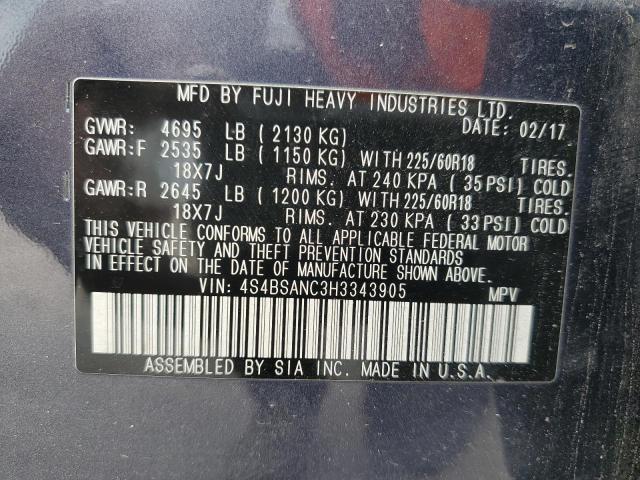 MFD BY FUJI HEAVY INDUSTRIES LTD.
GVWR: 4695 LB ( 2130 KG) DATE: 02/17
GAWR:F 2535 LB ( 1150 KG) WITH 225/60R18 TIRES.
18X7J RIMS. AT 240 KPA ( 35 PSI) COLD
GAWR:R 2645 LB ( 1200 KG) WITH 225/60R18 TIRES.
18X7J RIMS. AT 230 KPA ( 33 PSI) COLD
THIS VEHICLE CONFORMS TO ALL APPLICABLE FEDERAL MOTOR
VEHICLE SAFETY AND THEFT PREVENTION STANDARDS
IN EFFECT ON THE DATE OF MANUFACTURE SHOWN ABOVE.
VIN: 4S4BSANC3H3343905 MPV
ASSEMBLED BY SIA INC. MADE IN U.S.A.